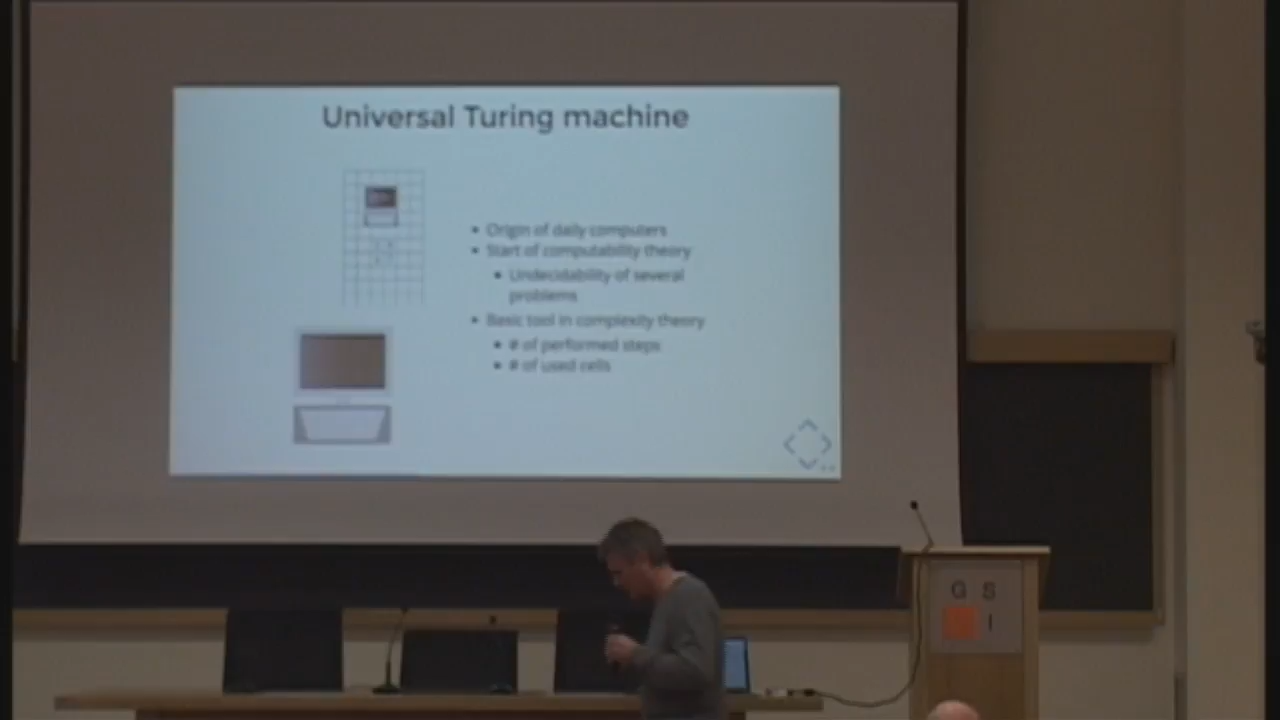 Universal Turing machine
• Origin of daily computers
• Start of computability theory
• Undecidability of several
problems
• Basic tool in complexity theory
• # of performed steps
• # of used cells
G S
I